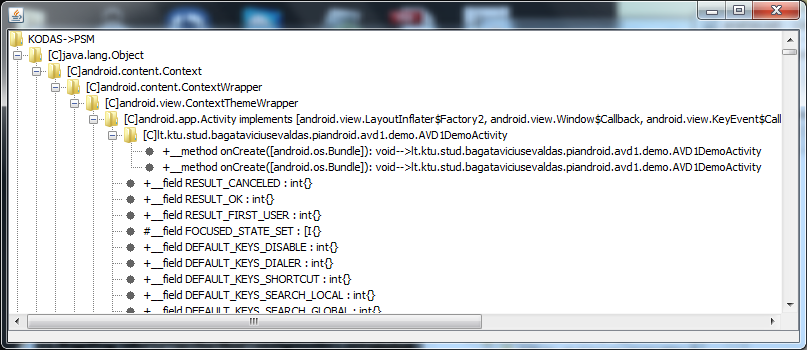 KODAS->PSM
[C]java.lang.Object
[C]android.content.Context
[C]android.content.ContextWrapper
[C]android.view.ContextThemeWrapper
[C]android.app.Activity implements [android.view.LayoutInflater$Factory2, android.view.Window$Callback, android.view.KeyEvent$Call
[C]lt.ktu.stud.bagataviciusevaldas.piandroid.avd1.demo.AVD1DemoActivity
+__method onCreate([android.os.Bundle]): void-->lt.ktu.stud.bagataviciusevaldas.piandroid.avd1.demo.AVD1DemoActivity
+__method onCreate([android.os.Bundle]): void-->lt.ktu.stud.bagataviciusevaldas.piandroid.avd1.demo.AVD1DemoActivity
+__field RESULT_CANCELED : int{}
+__field RESULT_OK : int{}
+__field RESULT_FIRST_USER : int{}
#__field FOCUSED_STATE_SET : [I{}
+__field DEFAULT_KEYS_DISABLE : int{}
+__field DEFAULT_KEYS_DIALER : int{}
+__field DEFAULT_KEYS_SHORTCUT : int{}
+__field DEFAULT_KEYS_SEARCH_LOCAL : int{}
+__field DEFAULT_KEYS_SEARCH_GLOBAL : int{}